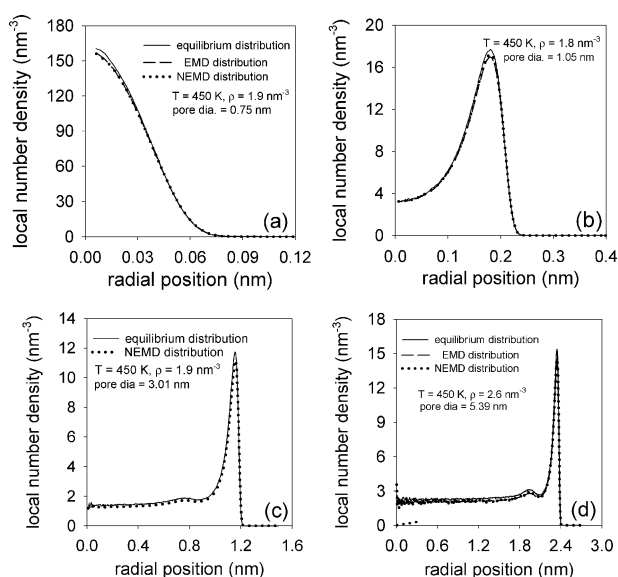 local number density (nm-3)
180
150
120
90
60
30
0
equilibrium distribution
EMD distribution
NEMD distribution
T = 450 K, ρ = 1.9 nm-3
pore dia. = 0.75 nm
(a)
0.00 0.03 0.06 0.09 0.12
radial position (nm)
local number density (nm-3)
20
16
12
8
4
0
T = 450 K, ρ = 1.8 nm-3
pore dia. = 1.05 nm
(b)
0.0 0.1 0.2 0.3 0.4
radial position (nm)
local number density (nm-3)
14
12
10
8
6
4
2
0
equilibrium distribution
NEMD distribution
T = 450 K, ρ = 1.9 nm-3
pore dia = 3.01 nm
(c)
0.0 0.4 0.8 1.2 1.6
radial position (nm)
local number density (nm-3)
18
15
12
9
6
3
0
equilibrium distribution
EMD distribution
NEMD distribution
T = 450 K, ρ = 2.6 nm-3
pore dia = 5.39 nm
(d)
0.0 0.6 1.2 1.8 2.4 3.0
radial position (nm)